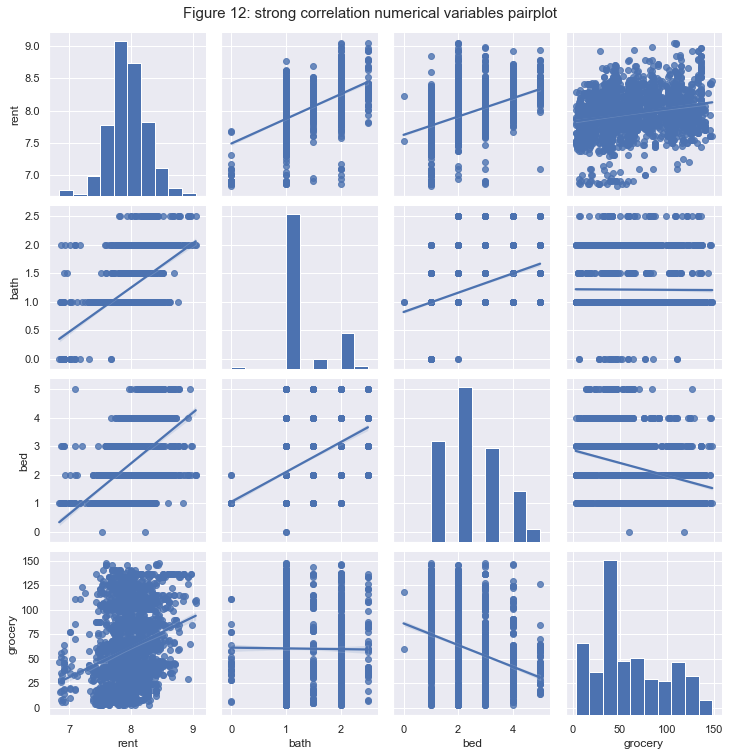 Figure 12: strong correlation numerical variables pairplot
9.0
8.5
8.0
7.5
7.0
rent
2.5
2.0
1.5
1.0
0.5
0.0
bath
5
4
3
2
1
0
bed
150
125
100
75
50
25
0
grocery
7 8 9
0 1 2
0 2 4
0 50 100 150
rent bath bed grocery